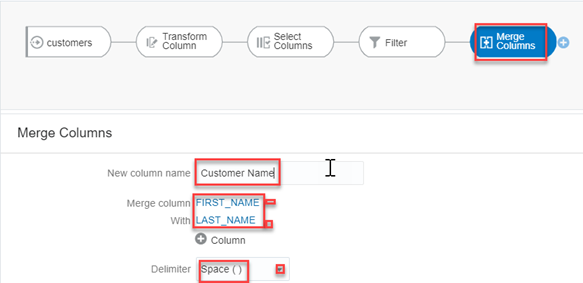 customers
Transform
Column
Select
Columns
Filter
Merge
Columns
Merge Columns
New column name Customer Name
Merge column FIRST_NAME
With LAST_NAME
Column
Delimiter Space ( )